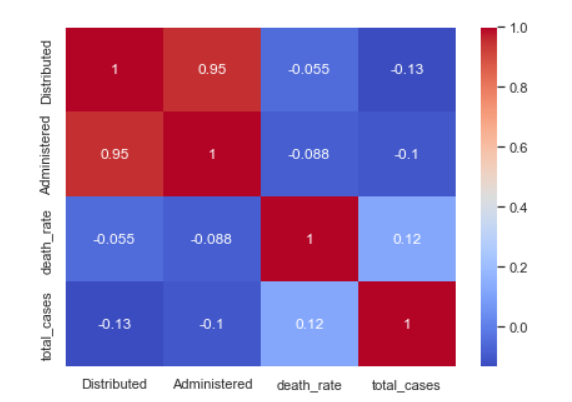 Distributed 1 0.95 -0.055 -0.13
Administered 0.95 1 -0.088 -0.1
death_rate -0.055 -0.088 1 0.12
total_cases -0.13 -0.1 0.12 1
Distributed Administered death_rate total_cases
1.0
0.8
0.6
0.4
0.2
0.0